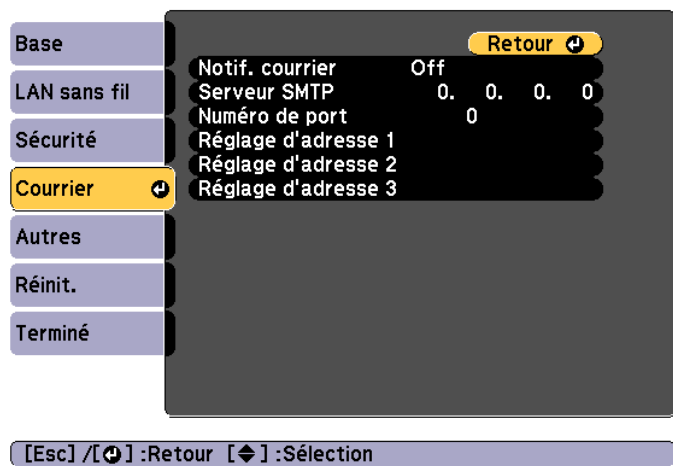 Base
LAN sans fil
Sécurité
Courrier
Autres
Réinit.
Terminé
Retour
Notif. courrier Off
Serveur SMTP 0. 0. 0. 0
Numéro de port 0
Réglage d'adresse 1
Réglage d'adresse 2
Réglage d'adresse 3
[Esc] /[⏎] :Retour [◆] :Sélection